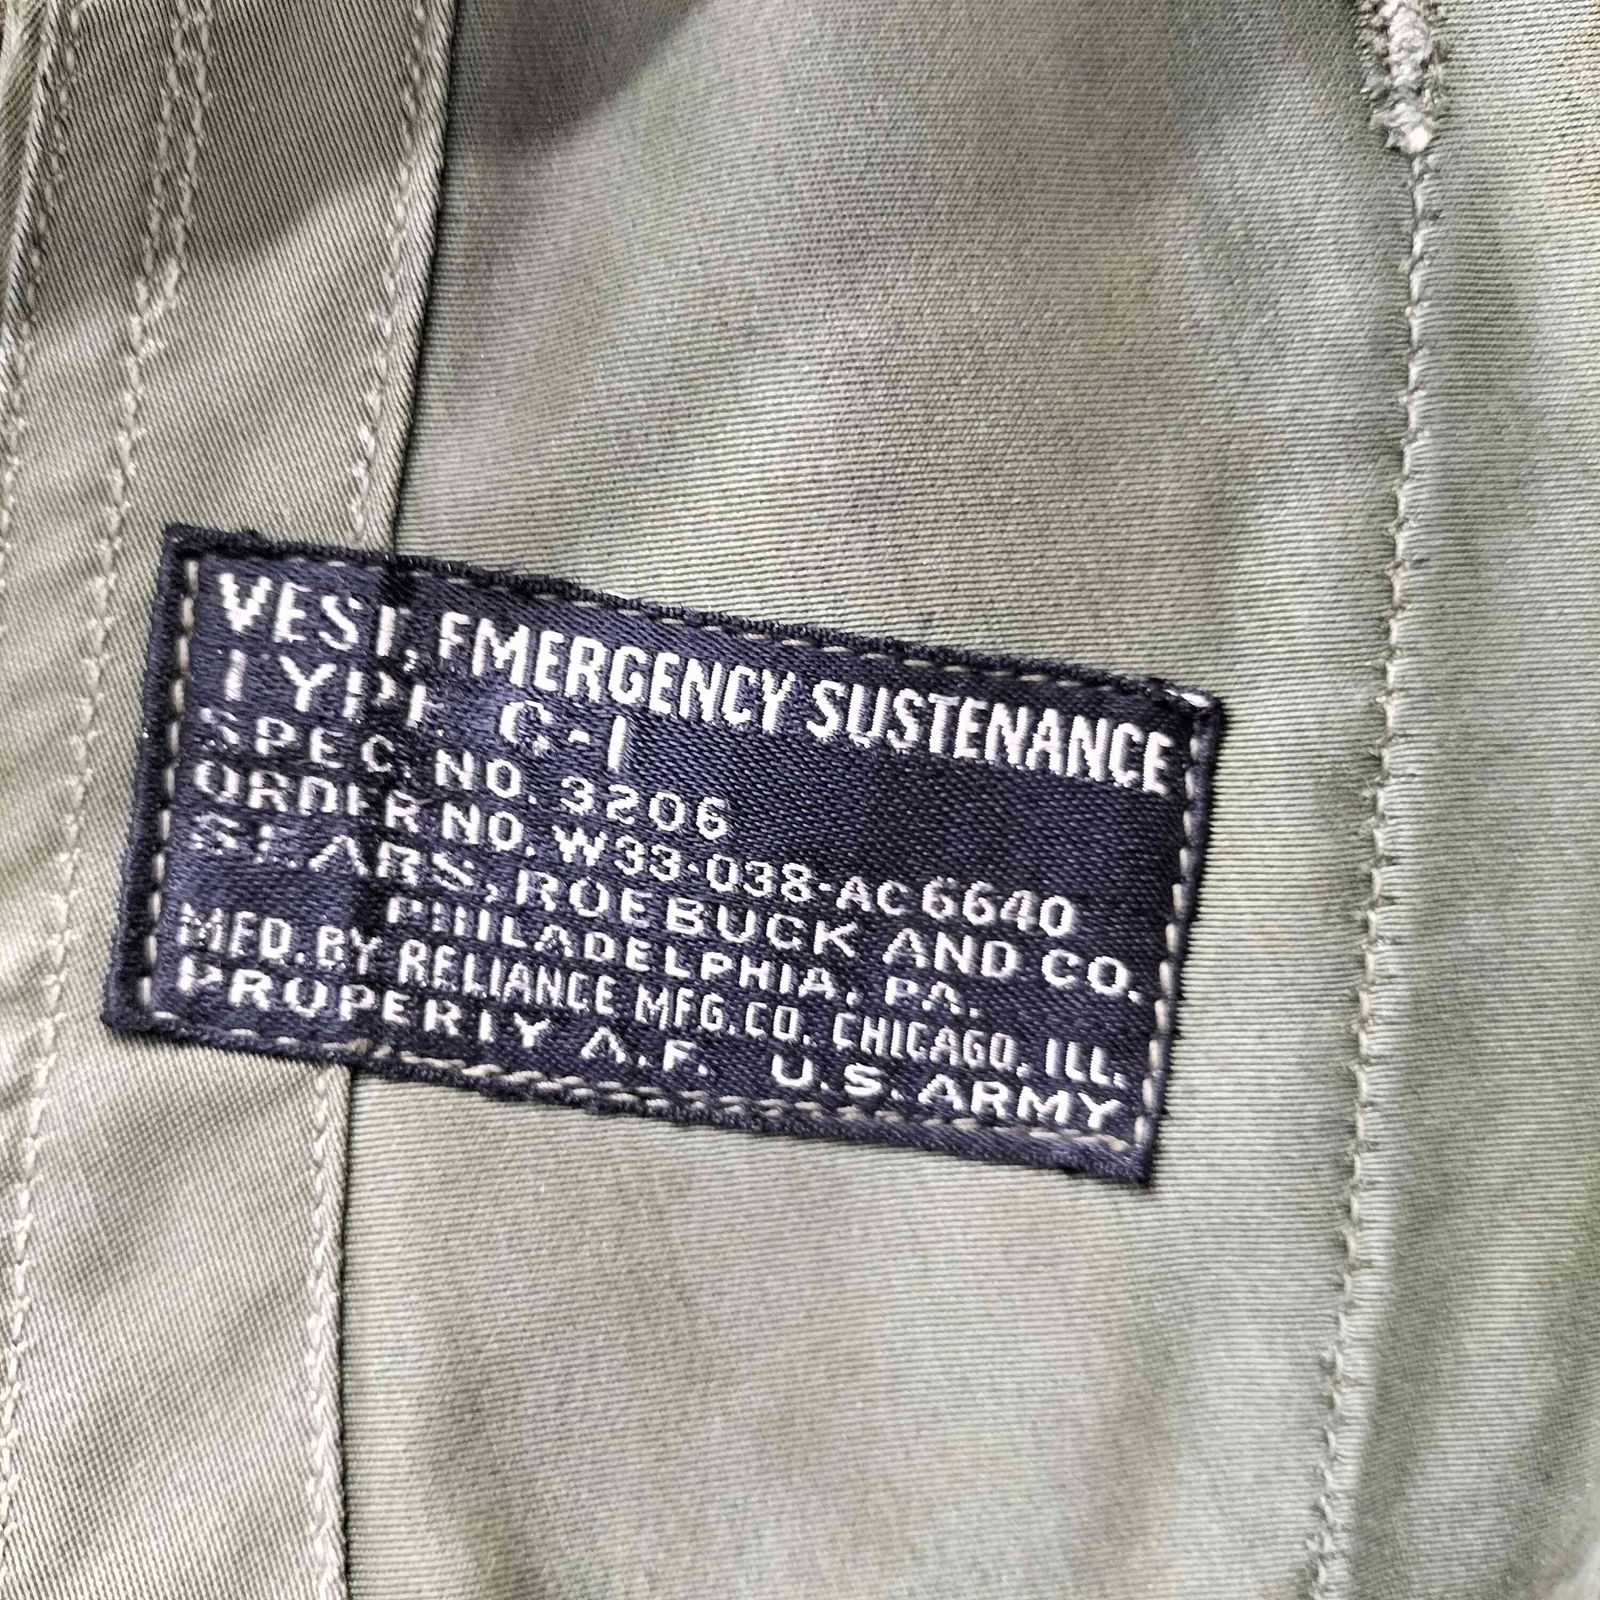 VEST, EMERGENCY SUSTENANCE
TYPE C-1
SPEC. NO. 3206
ORDER NO. W33-038-AC 6640
SEARS, ROEBUCK AND CO.
PHILADELPHIA, PA.
MFD. BY RELIANCE MFG. CO. CHICAGO, ILL.
PROPERTY A.F. U.S. ARMY